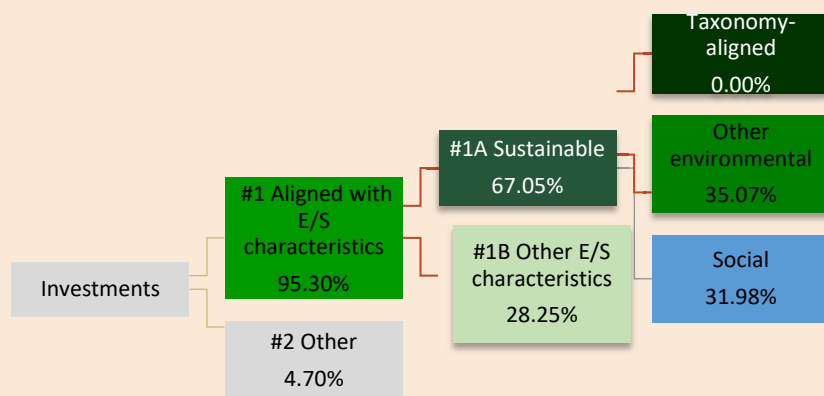 Taxonomy-
aligned
0.00%
#1A Sustainable
67.05%
Other
environmental
35.07%
#1 Aligned with
E/S
characteristics
95.30%
#1B Other E/S
characteristics
28.25%
Social
31.98%
Investments
#2 Other
4.70%